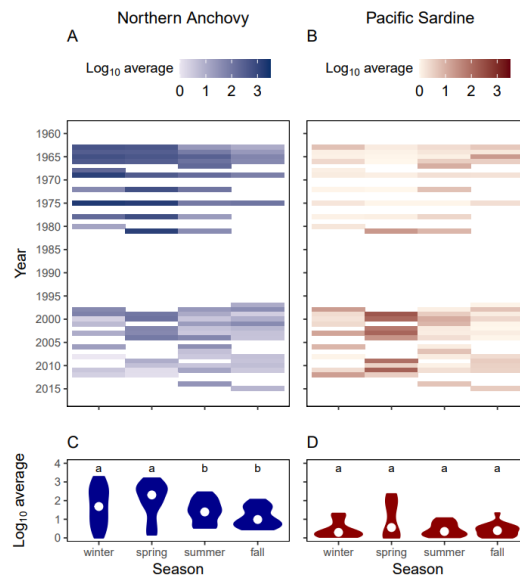 Northern Anchovy Pacific Sardine
A B
Log10 average 0 1 2 3 Log10 average 0 1 2 3
Year
1960
1965
1970
1975
1980
1985
1990
1995
2000
2005
2010
2015
C D
Log10 average
4
3
2
1
0
a a b b a a a a
winter spring summer fall winter spring summer fall
Season Season